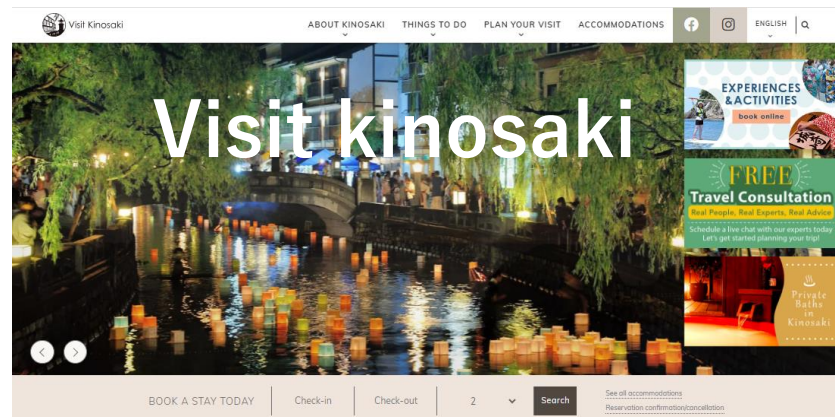 Visit Kinosaki
ABOUT KINOSAKI THINGS TO DO PLAN YOUR VISIT ACCOMMODATIONS ENGLISH
Visit kinosaki
EXPERIENCES
&ACTIVITIES
book online
FREE
Travel Consultation
Real People, Real Experts, Real Advice
Schedule a live chat with our experts today
Let's get started planning your trip!
Private
Baths
in
Kinosaki
BOOK A STAY TODAY Check-in Check-out 2 Search
See all accommodations
Reservation confirmation/cancellation